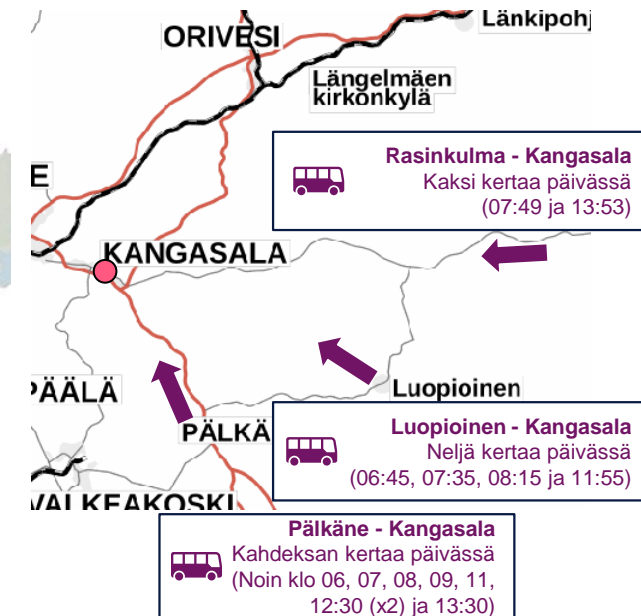 ORIVESI
Länkipohj
Längelmäen
kirkonkylä
Rasinkulma - Kangasala
Kaksi kertaa päivässä
(07:49 ja 13:53)
E
KANGASALA
PÄÄLÄ
Luopioinen
PÄLKÄ
Luopioinen - Kangasala
Neljä kertaa päivässä
(06:45, 07:35, 08:15 ja 11:55)
VALKEAKOSKI
Pälkäne - Kangasala
Kahdeksan kertaa päivässä
(Noin klo 06, 07, 08, 09, 11,
12:30 (x2) ja 13:30)